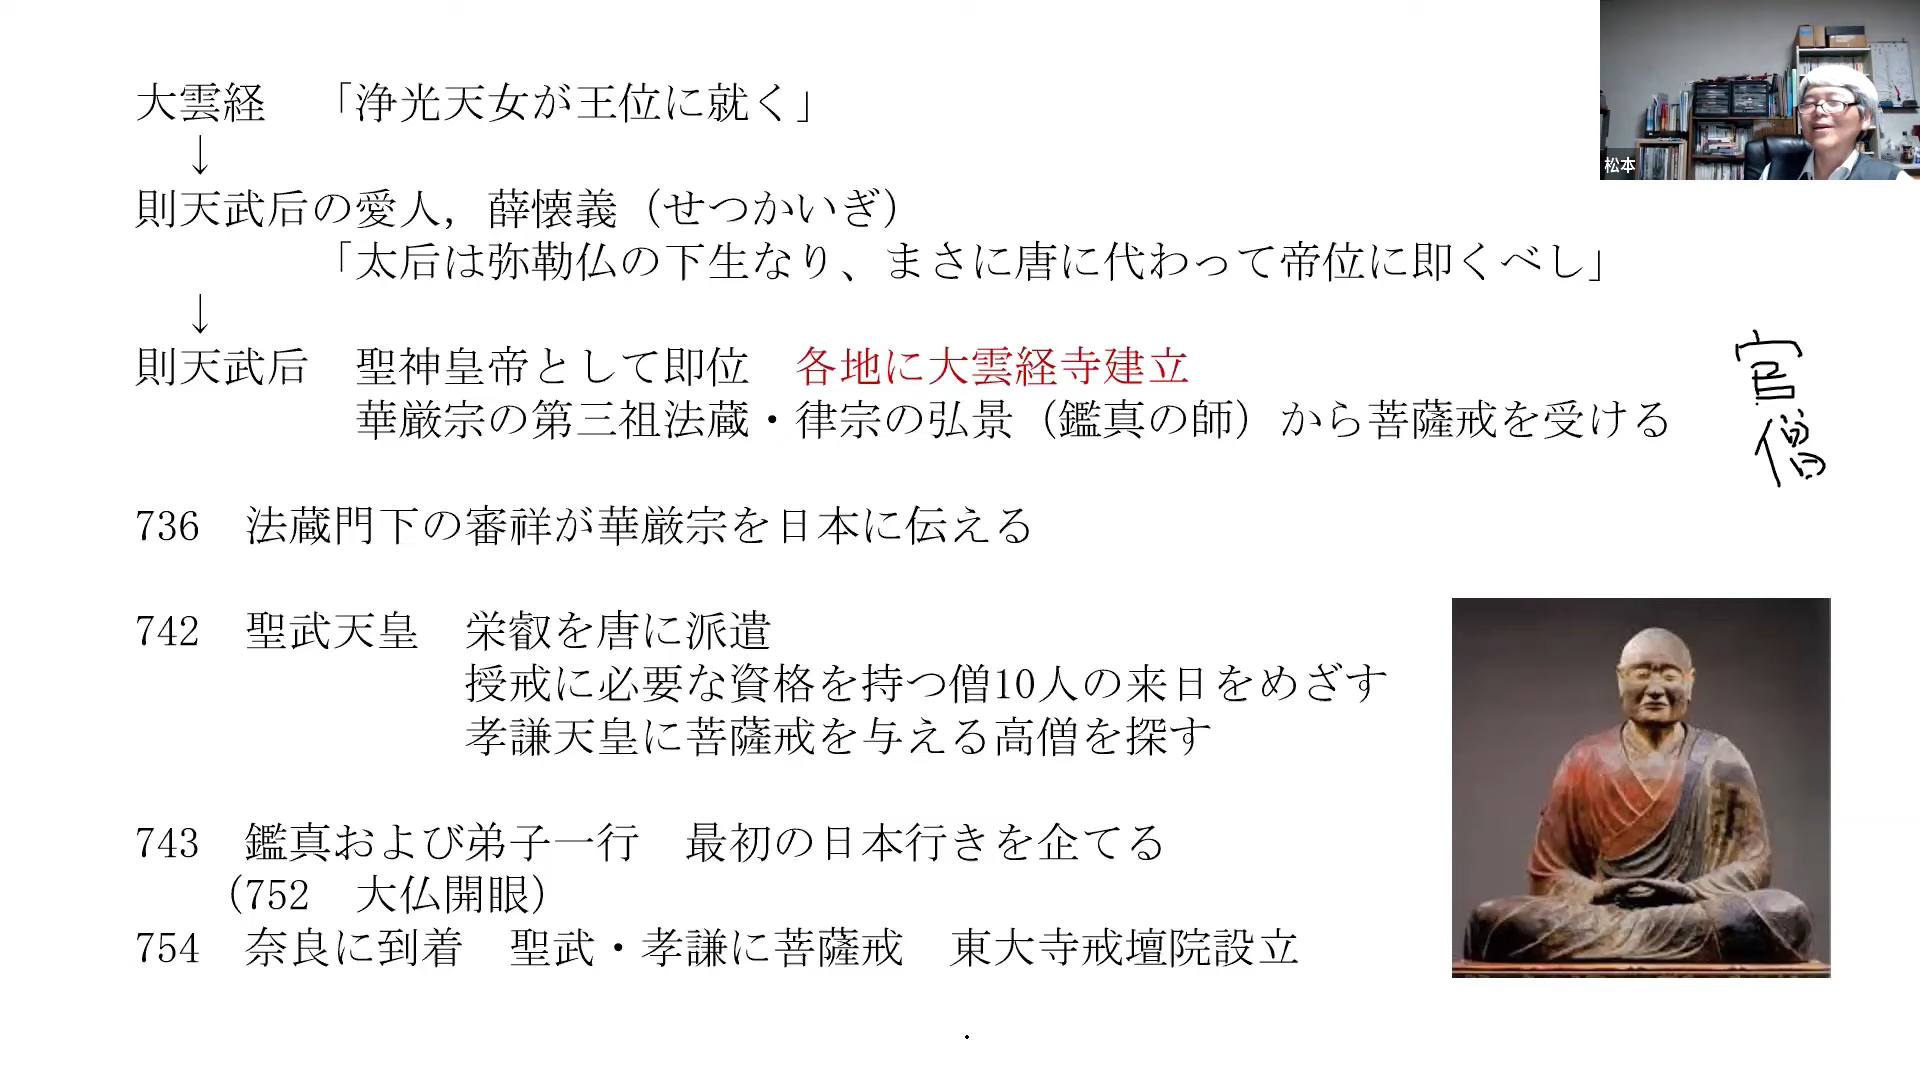 大雲経　「浄光天女が王位に就く」
↓
則天武后の愛人，薛懐義（せつかいぎ）
「太后は弥勒仏の下生なり、まさに唐に代わって帝位に即くべし」
↓
則天武后　聖神皇帝として即位　各地に大雲経寺建立
華厳宗の第三祖法蔵・律宗の弘景（鑑真の師）から菩薩戒を受ける
736　法蔵門下の審祥が華厳宗を日本に伝える
742　聖武天皇　栄叡を唐に派遣
授戒に必要な資格を持つ僧10人の来日をめざす
孝謙天皇に菩薩戒を与える高僧を探す
743　鑑真および弟子一行　最初の日本行きを企てる
（752　大仏開眼）
754　奈良に到着　聖武・孝謙に菩薩戒　東大寺戒壇院設立
官僧
松本